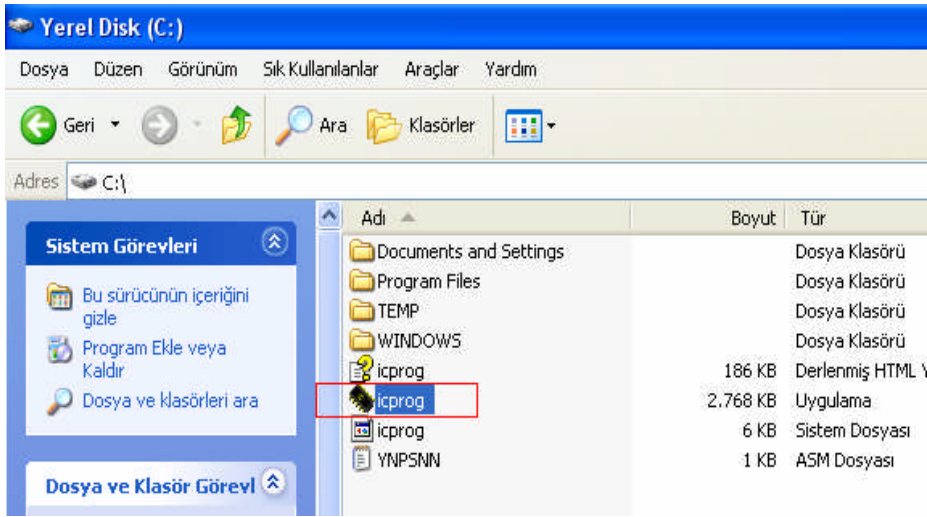 Yerel Disk (C:)
Dosya Düzen Görünüm Sık Kullanılanlar Araçlar Yardım
Geri Ara Klasörler
Adres C:\
Sistem Görevleri
Bu sürücünün içeriğini
gizle
Program Ekle veya
Kaldır
Dosya ve klasörleri ara
Dosya ve Klasör Görevl
Adı Boyut Tür
Documents and Settings Dosya Klasörü
Program Files Dosya Klasörü
TEMP Dosya Klasörü
WINDOWS Dosya Klasörü
icprog 186 KB Derlenmiş HTML Y
icprog 2.768 KB Uygulama
icprog 6 KB Sistem Dosyası
YNPSNN 1 KB ASM Dosyası